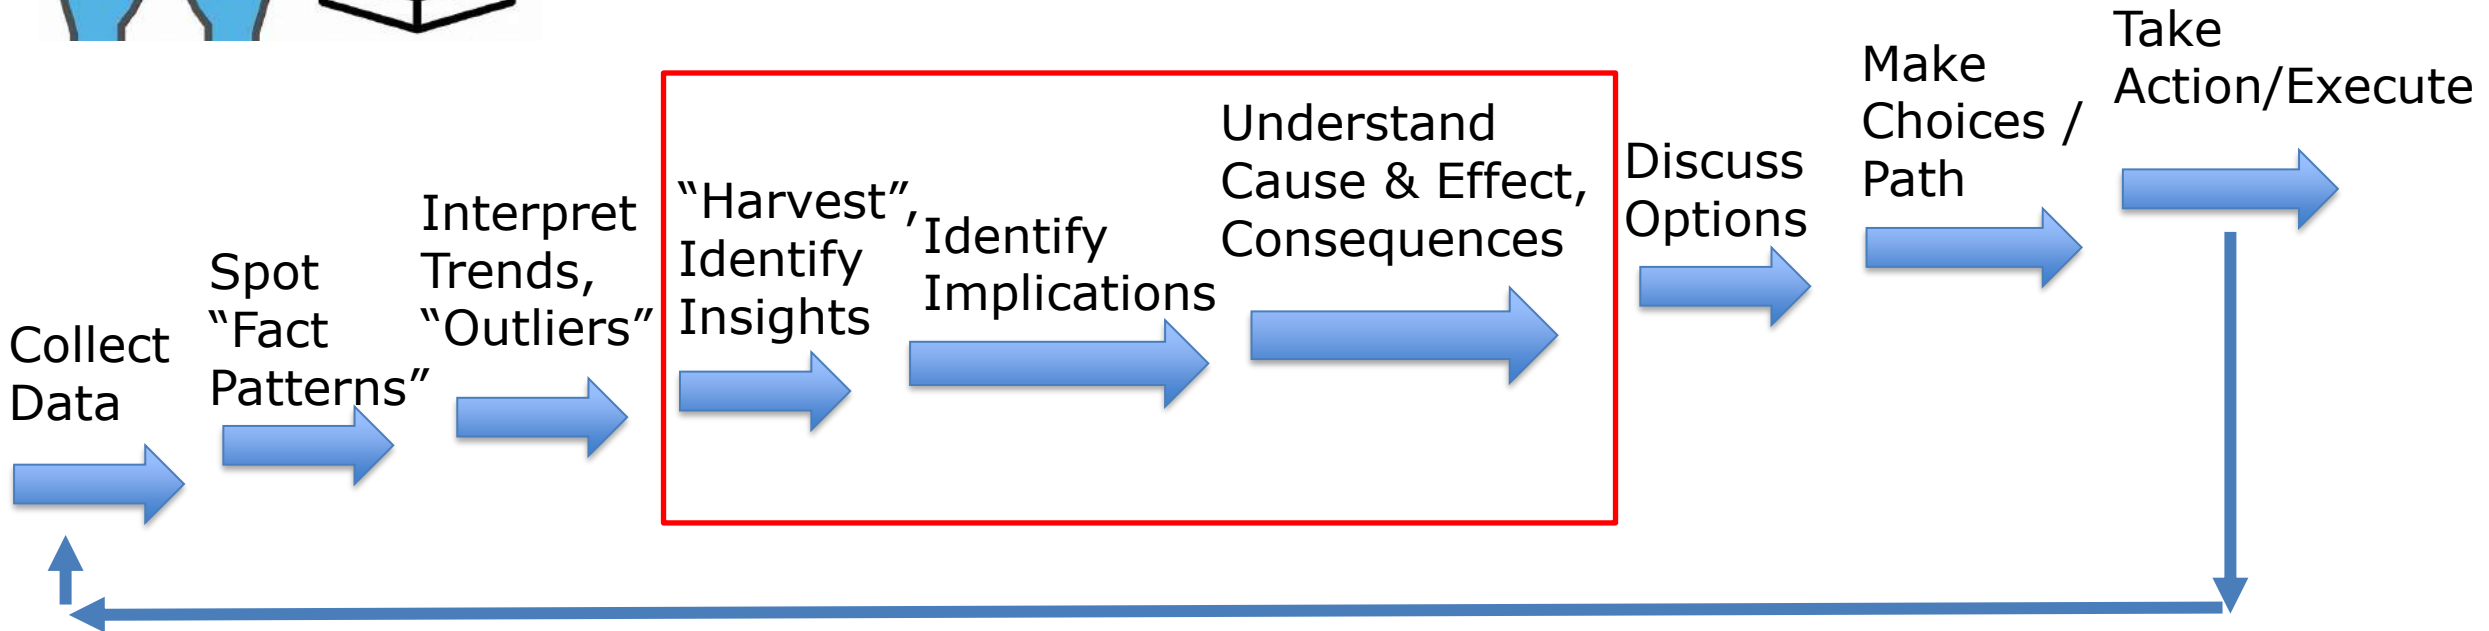 Collect
Data
Spot
“Fact
Patterns”
Interpret
Trends,
“Outliers”
“Harvest”,
Identify
Insights
Identify
Implications
Understand
Cause & Effect,
Consequences
Discuss
Options
Make
Choices /
Path
Take
Action/Execute